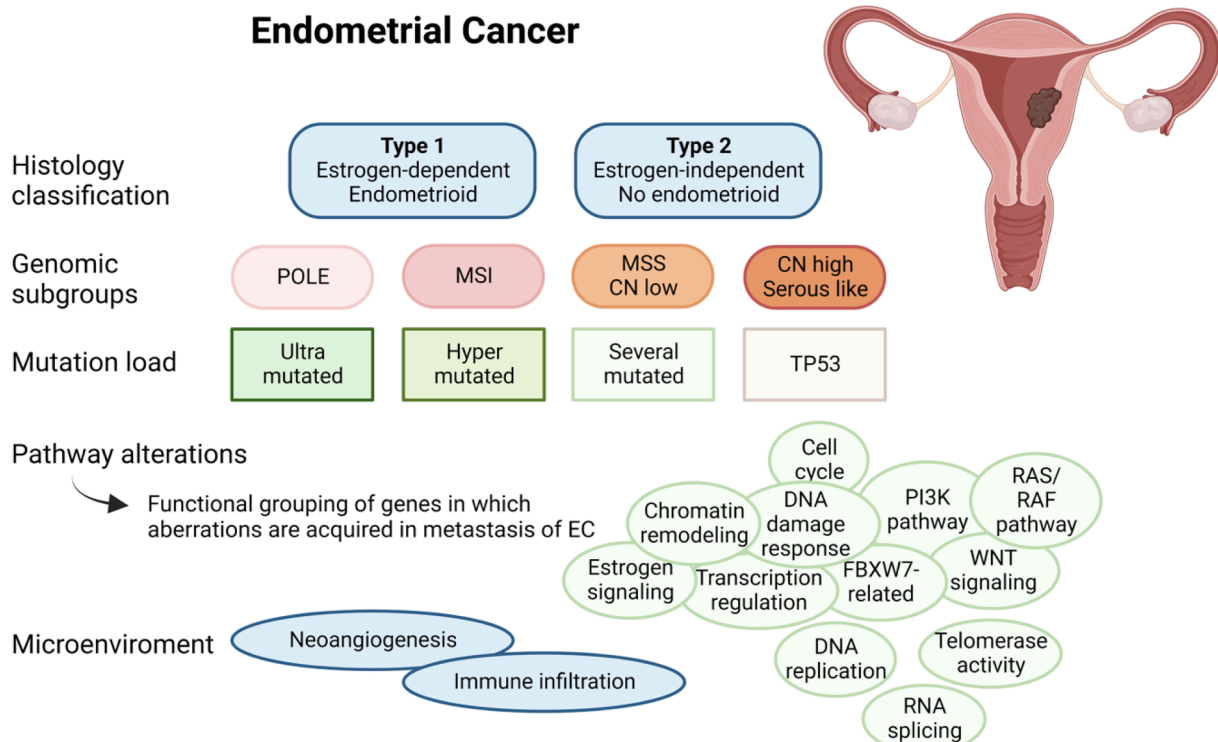 Endometrial Cancer
Histology
classification
Type 1
Estrogen-dependent
Endometrioid
Type 2
Estrogen-independent
No endometrioid
Genomic
subgroups
POLE
MSI
MSS
CN low
CN high
Serous like
Mutation load
Ultra
mutated
Hyper
mutated
Several
mutated
TP53
Pathway alterations
Functional grouping of genes in which
aberrations are acquired in metastasis of EC
Cell
cycle
Chromatin
remodeling
DNA
damage
response
PI3K
pathway
RAS/
RAF
pathway
Estrogen
signaling
Transcription
regulation
FBXW7-
related
WNT
signaling
DNA
replication
Telomerase
activity
RNA
splicing
Microenviroment
Neoangiogenesis
Immune infiltration